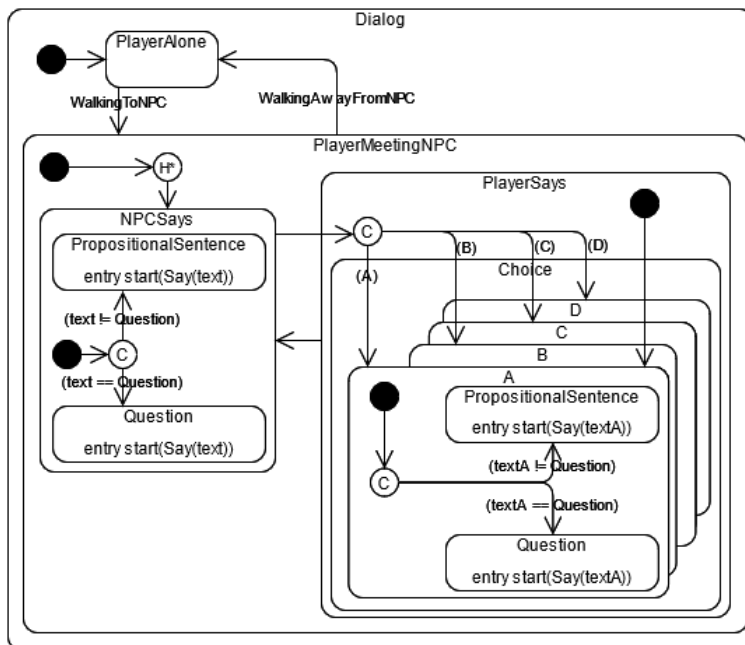 Dialog
PlayerAlone
WalkingToNPC
WalkingAwayFromNPC
PlayerMeetingNPC
H*
PlayerSays
NPCSays
PropositionalSentence
entry start(Say(text))
(text != Question)
C
(text == Question)
Question
entry start(Say(text))
C
(A)
(B)
(C)
(D)
Choice
D
C
B
A
PropositionalSentence
entry start(Say(textA))
(textA != Question)
C
(textA == Question)
Question
entry start(Say(textA))